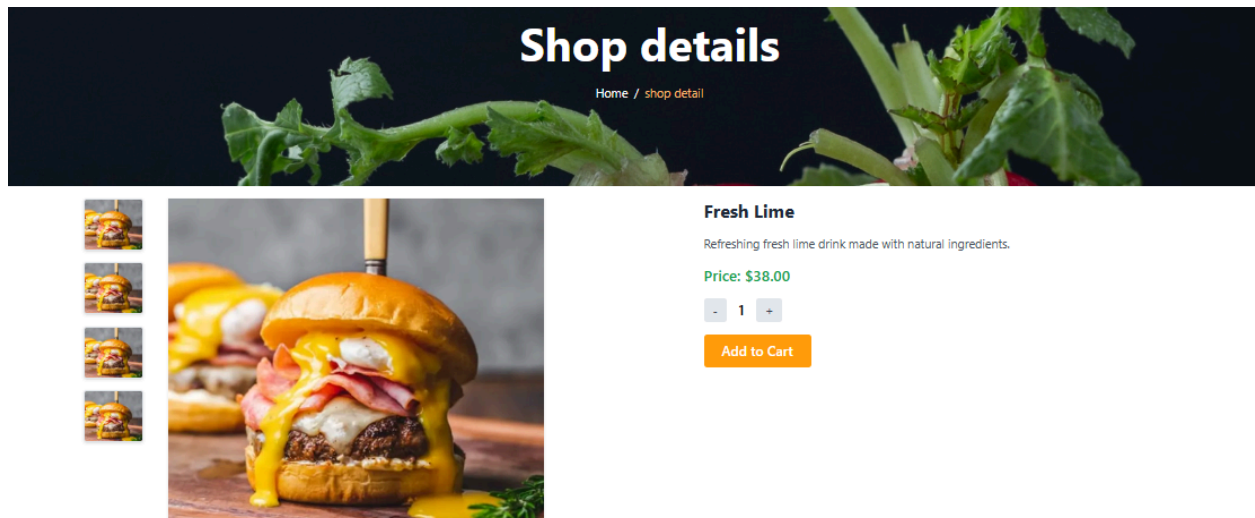 Shop details
Home / shop detail
Fresh Lime
Refreshing fresh lime drink made with natural ingredients.
Price: $38.00
- 1 +
Add to Cart